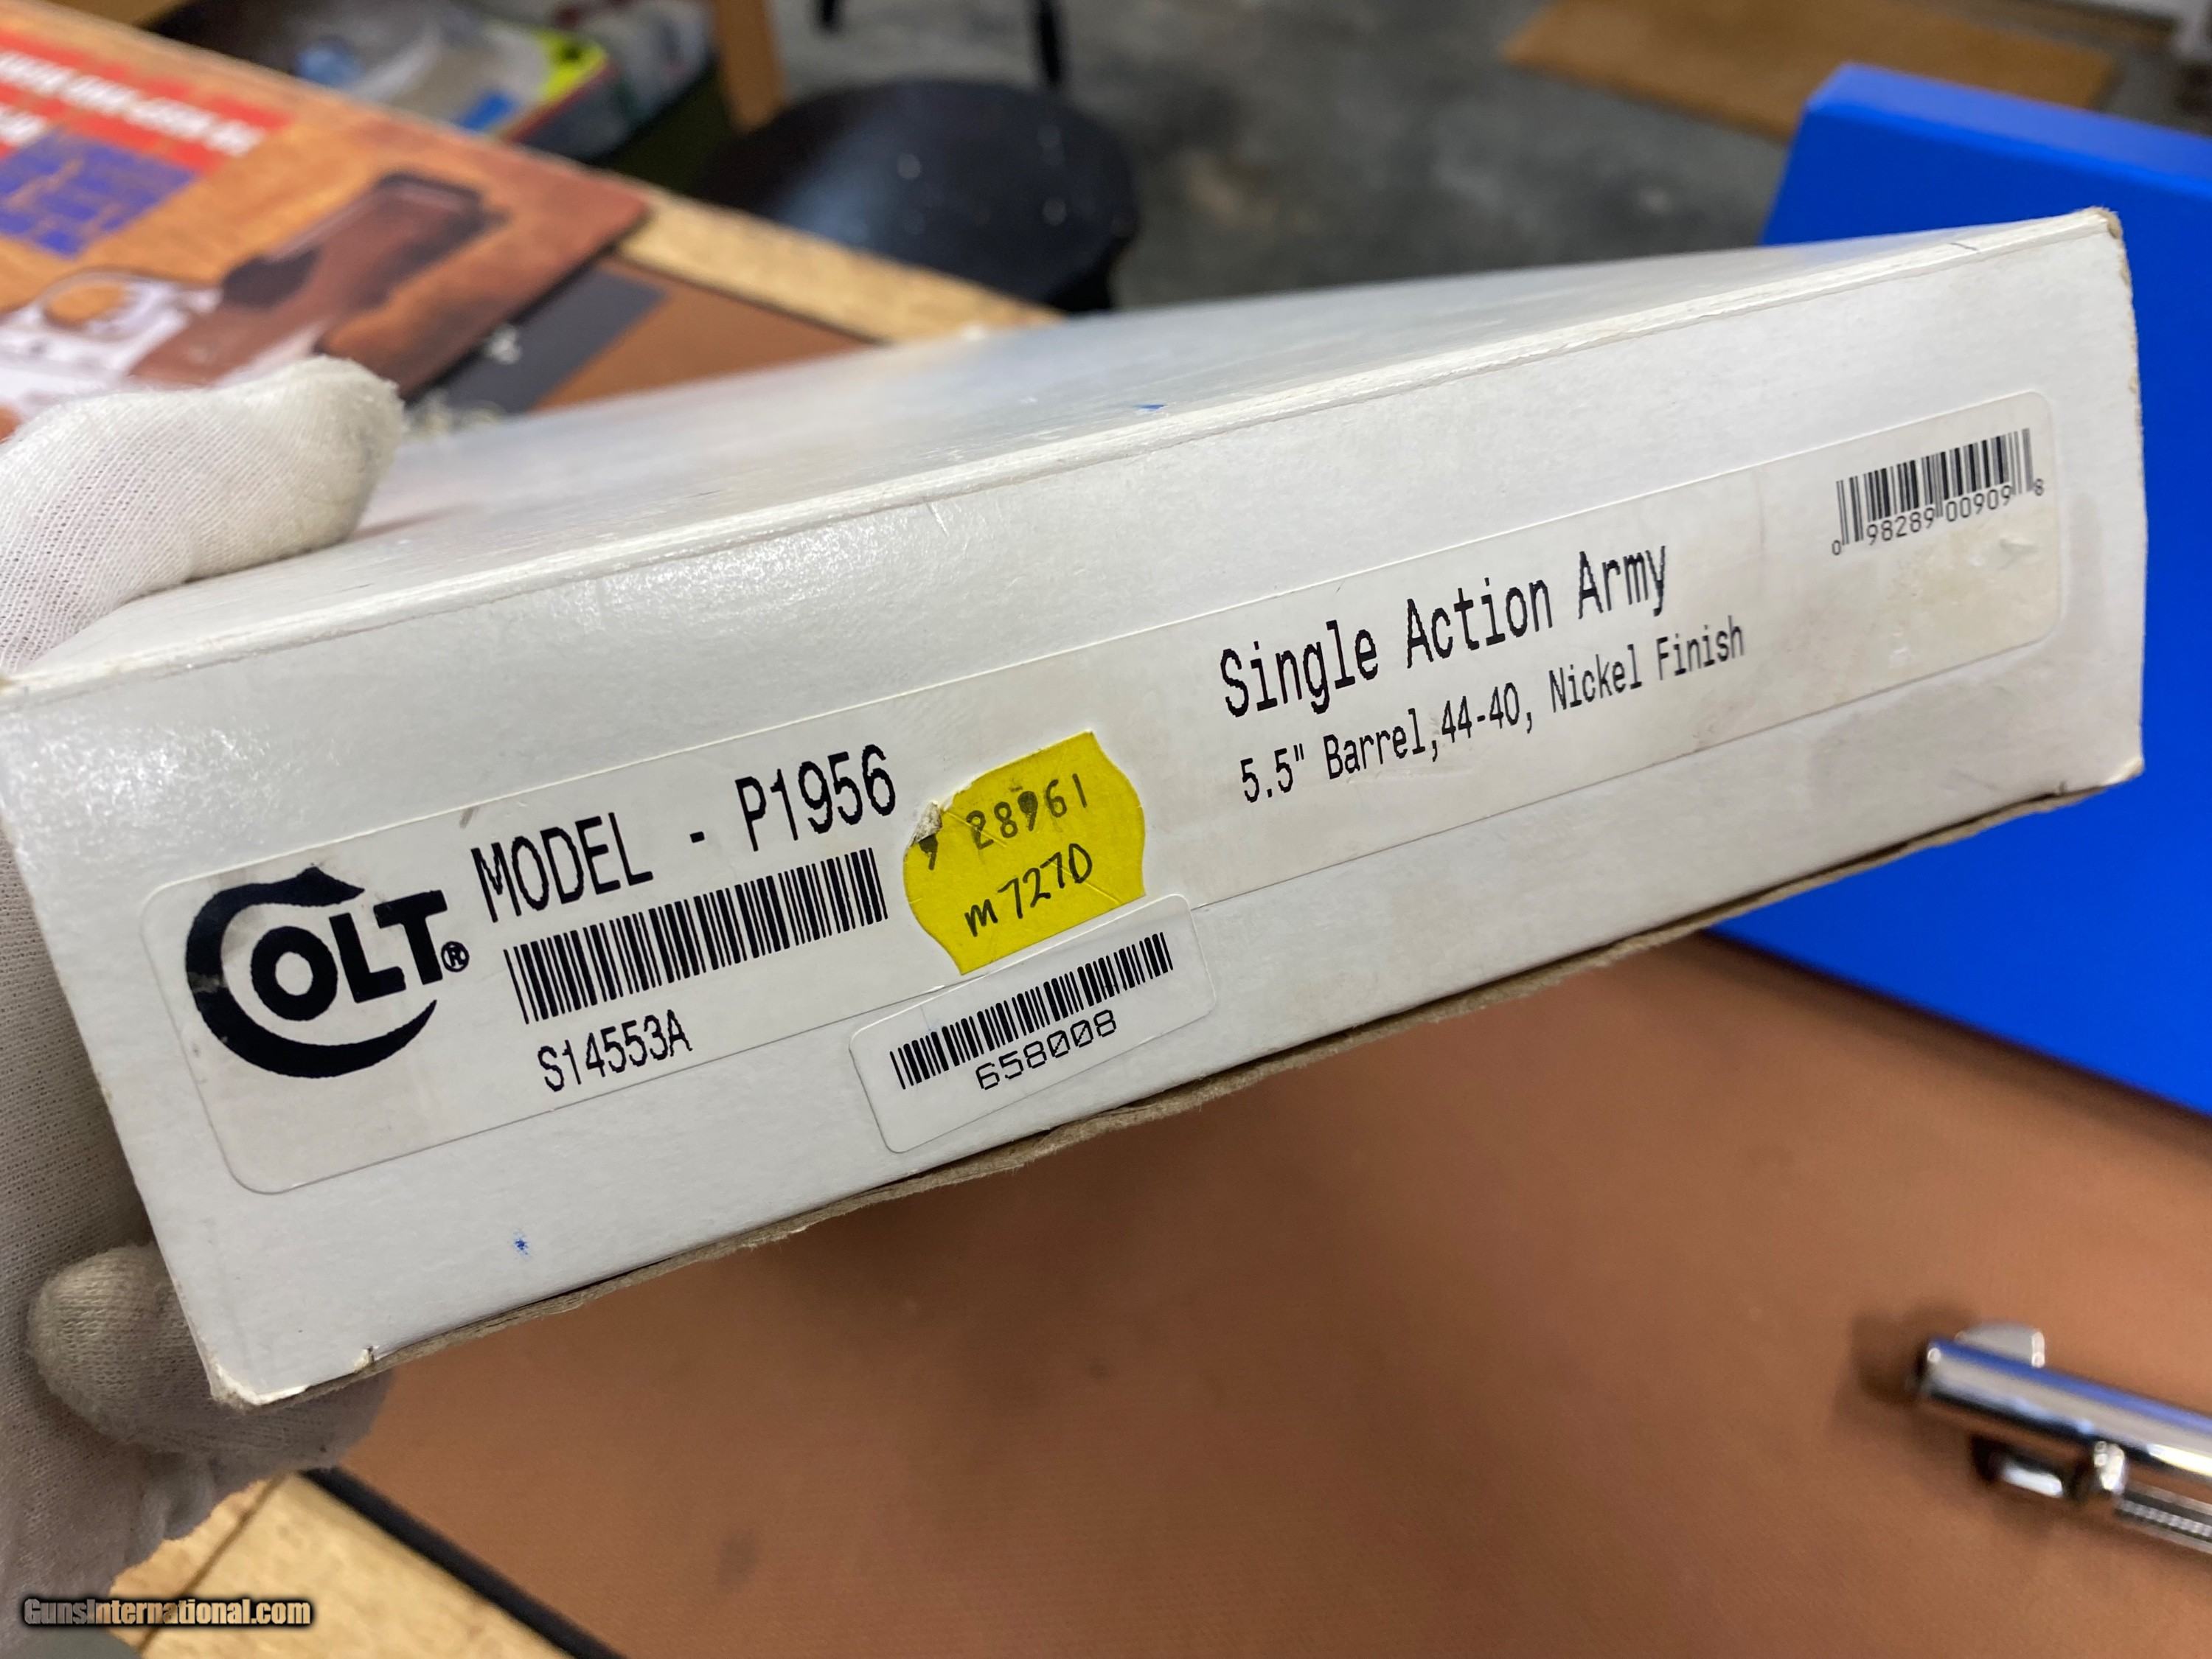 COLT®
MODEL - P1956
S14553A
28961
m7270
658008
Single Action Army
5.5" Barrel,44-40, Nickel Finish
0 98289 00909 8
GunsInternational.com